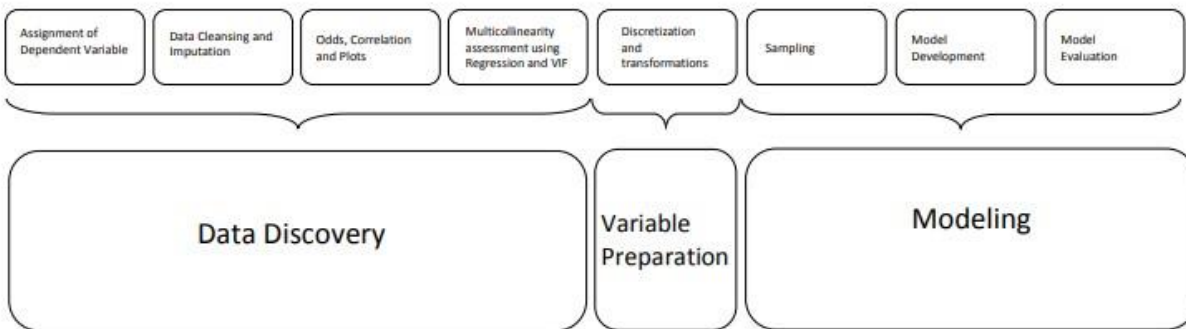 Assignment of
Dependent Variable
Data Cleansing and
Imputation
Odds, Correlation
and Plots
Multicollinearity
assessment using
Regression and VIF
Discretization
and
transformations
Sampling
Model
Development
Model
Evaluation
Data Discovery
Variable
Preparation
Modeling